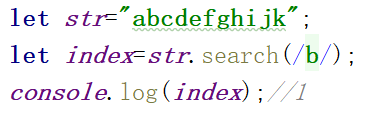 let str="abcdefghijk";
let index=str.search(/b/);
console.log(index);//1